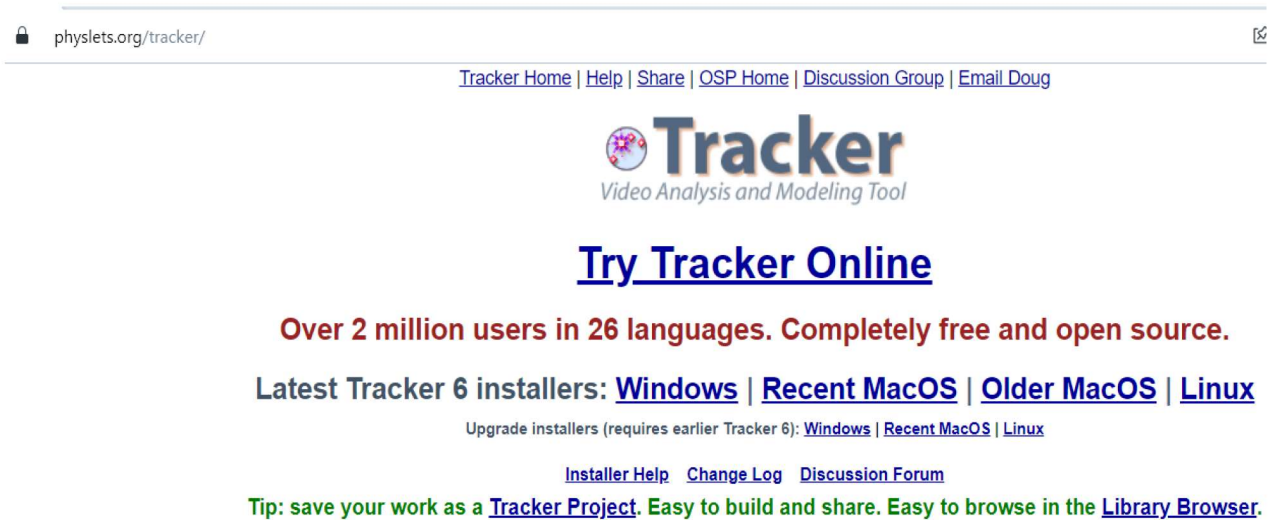 physlets.org/tracker/
Tracker Home | Help | Share | OSP Home | Discussion Group | Email Doug
Tracker
Video Analysis and Modeling Tool
Try Tracker Online
Over 2 million users in 26 languages. Completely free and open source.
Latest Tracker 6 installers: Windows | Recent MacOS | Older MacOS | Linux
Upgrade installers (requires earlier Tracker 6): Windows | Recent MacOS | Linux
Installer Help Change Log Discussion Forum
Tip: save your work as a Tracker Project. Easy to build and share. Easy to browse in the Library Browser.